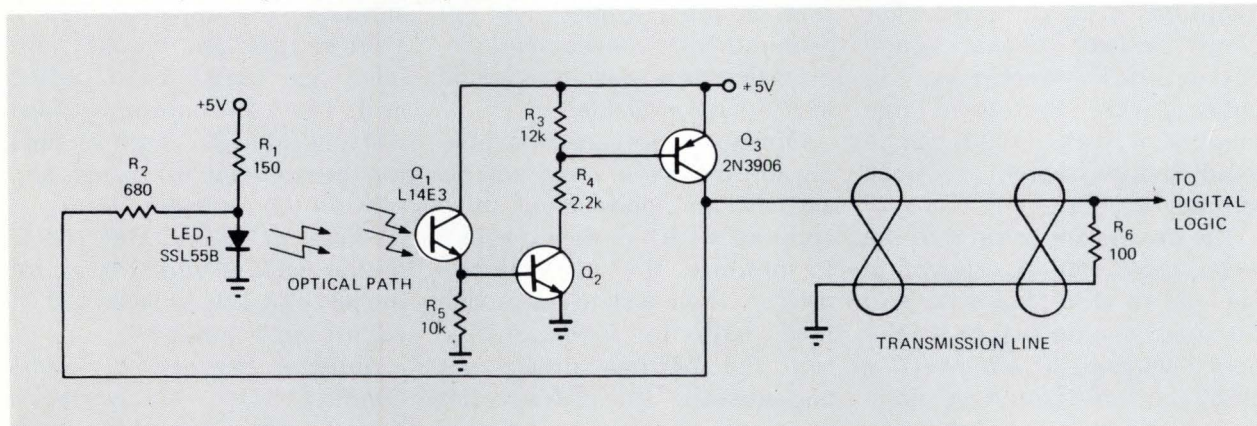 +5V
R1
150
R2
680
LED1
SSL55B
OPTICAL PATH
Q1
L14E3
R5
10k
R3
12k
R4
2.2k
Q2
+5V
Q3
2N3906
TRANSMISSION LINE
R6
100
TO
DIGITAL
LOGIC